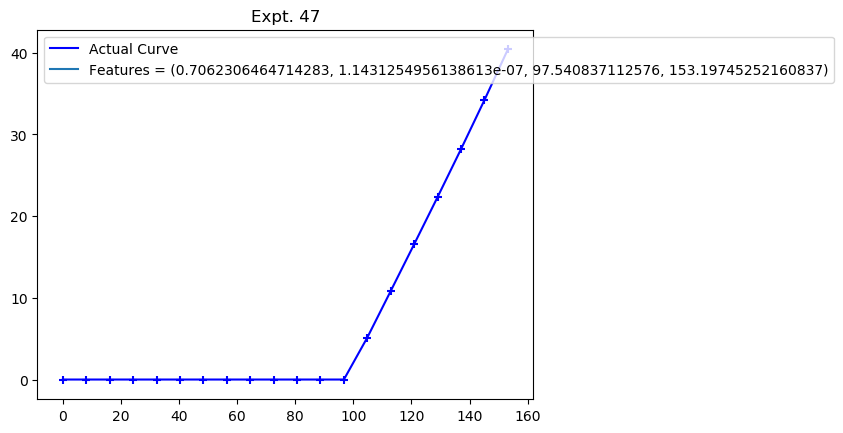 Expt. 47
Actual Curve
Features = (0.7062306464714283, 1.1431254956138613e-07, 97.540837112576, 153.19745252160837)
40
30
20
10
0
0 20 40 60 80 100 120 140 160